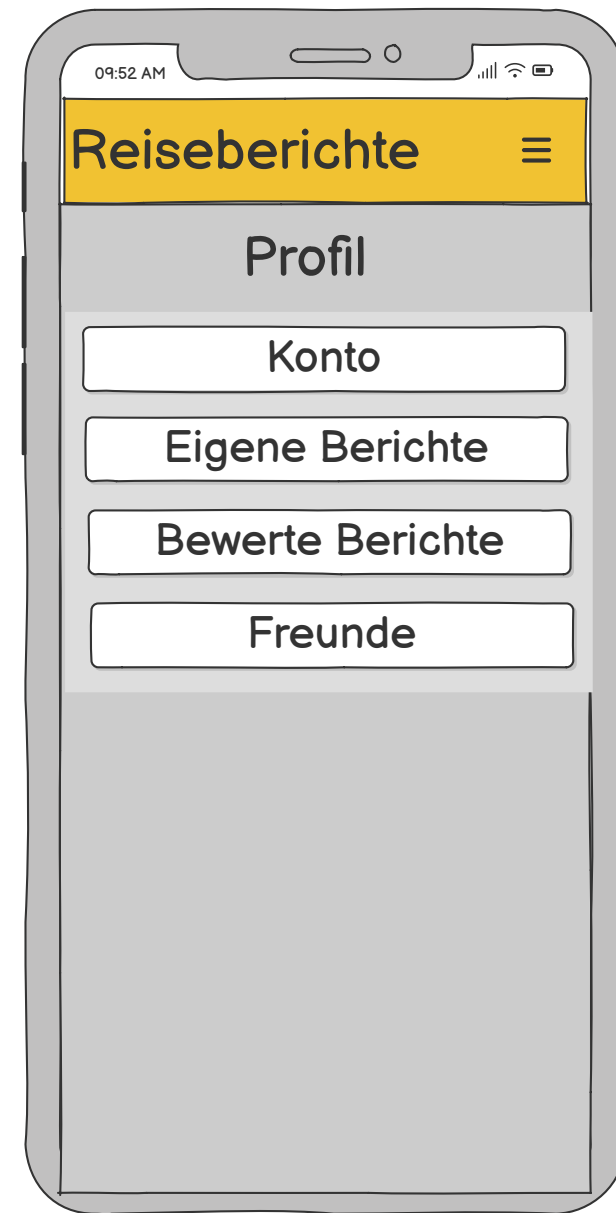 09:52 AM
Reiseberichte
Profil
Konto
Eigene Berichte
Bewerte Berichte
Freunde